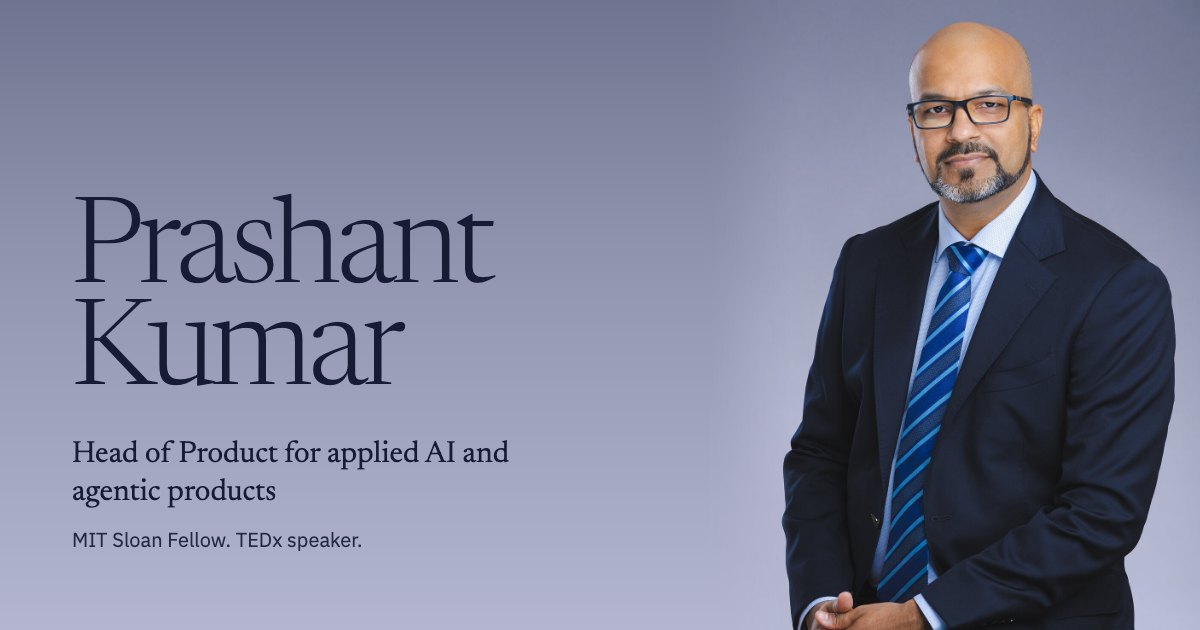 Prashant
Kumar
Head of Product for applied AI and
agentic products
MIT Sloan Fellow. TEDx speaker.